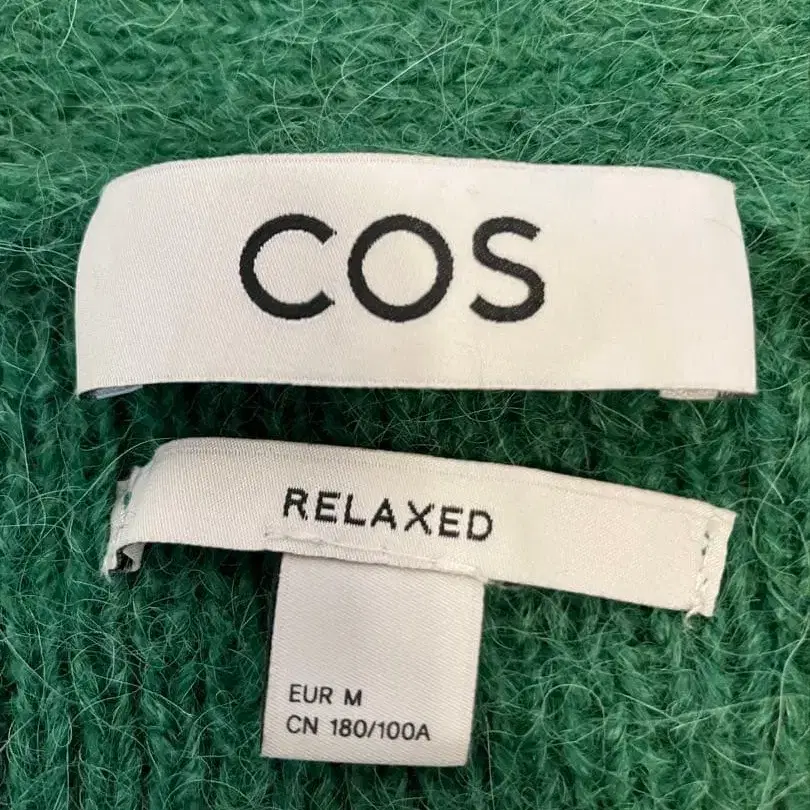 COS
RELAXED
EUR M
CN 180/100A